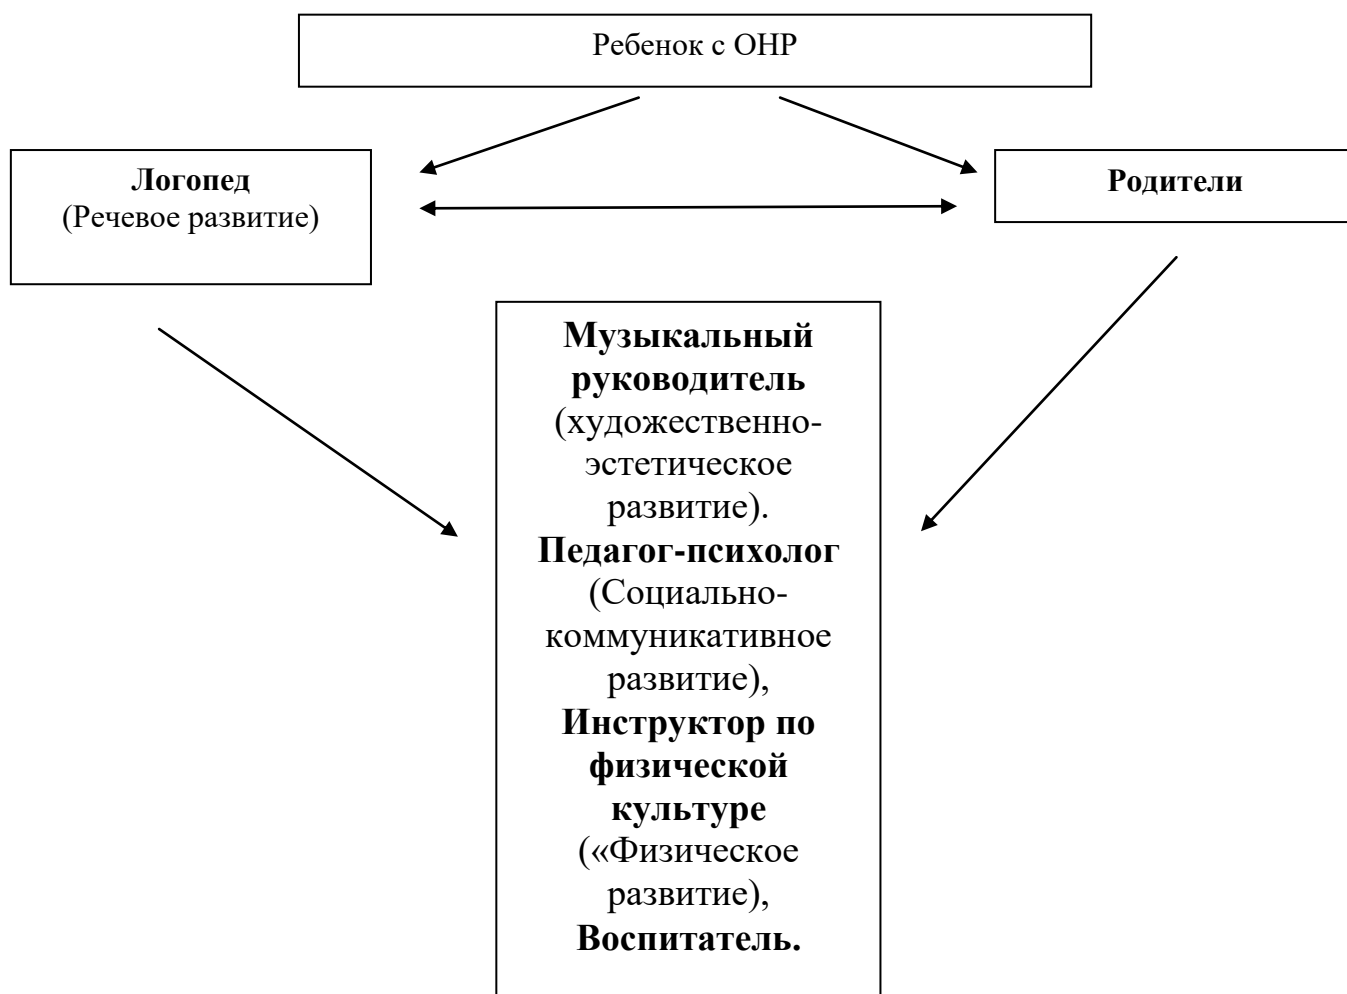 Ребенок с ОНР
Логопед
(Речевое развитие)
Родители
Музыкальный
руководитель
(художественно-
эстетическое
развитие).
Педагог-психолог
(Социально-
коммуникативное
развитие),
Инструктор по
физической
культуре
(«Физическое
развитие),
Воспитатель.